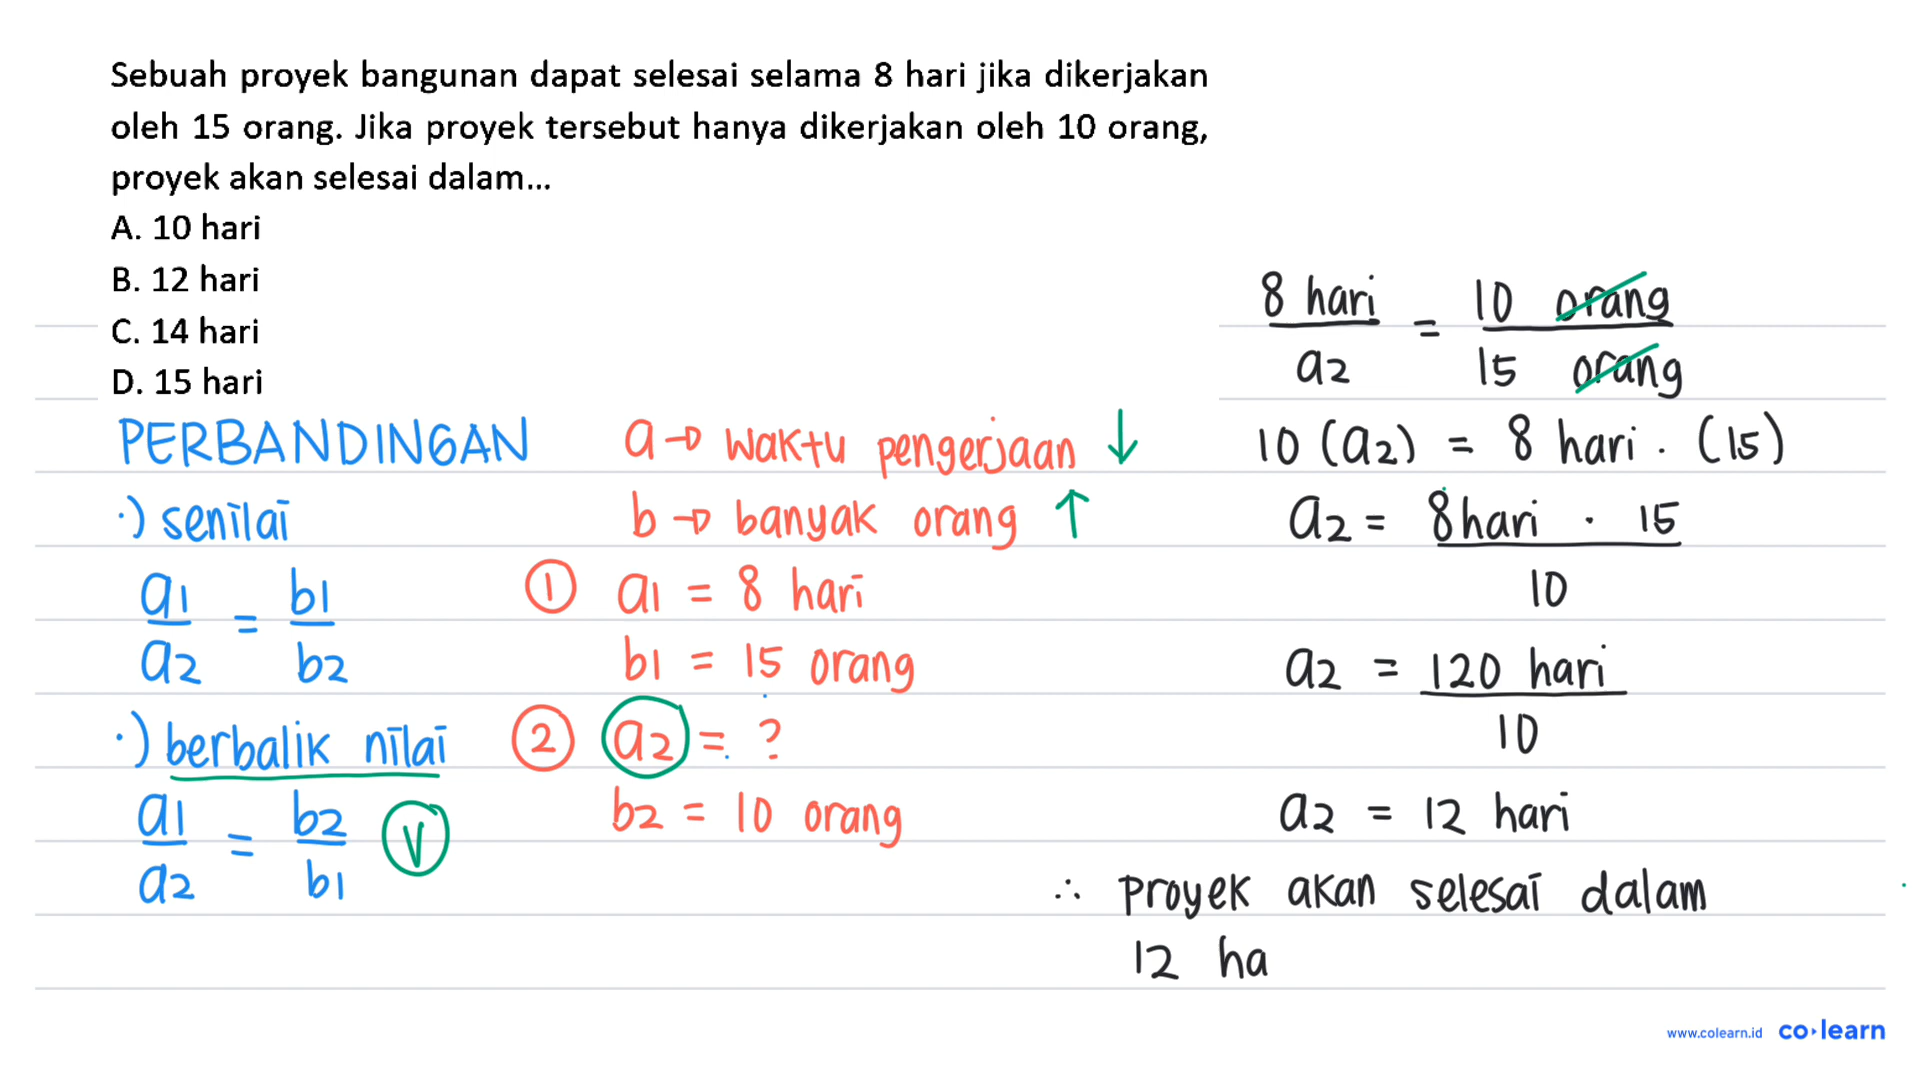 Sebuah proyek bangunan dapat selesai selama 8 hari jika dikerjakan
oleh 15 orang. Jika proyek tersebut hanya dikerjakan oleh 10 orang,
proyek akan selesai dalam...
A. 10 hari
B. 12 hari
C. 14 hari
D. 15 hari
PERBANDINGAN
·) senilai
a1/a2 = b1/b2
·) berbalik nilai
a1/a2 = b2/b1 V
a → waktu pengerjaan ↓
b → banyak orang ↑
① a1 = 8 hari
b1 = 15 orang
② a2 = ?
b2 = 10 orang
8 hari/a2 = 10 orang/15 orang
10 (a2) = 8 hari . (15)
a2 = 8 hari . 15/10
a2 = 120 hari/10
a2 = 12 hari
∴ proyek akan selesai dalam
12 ha
www.colearn.id co·learn